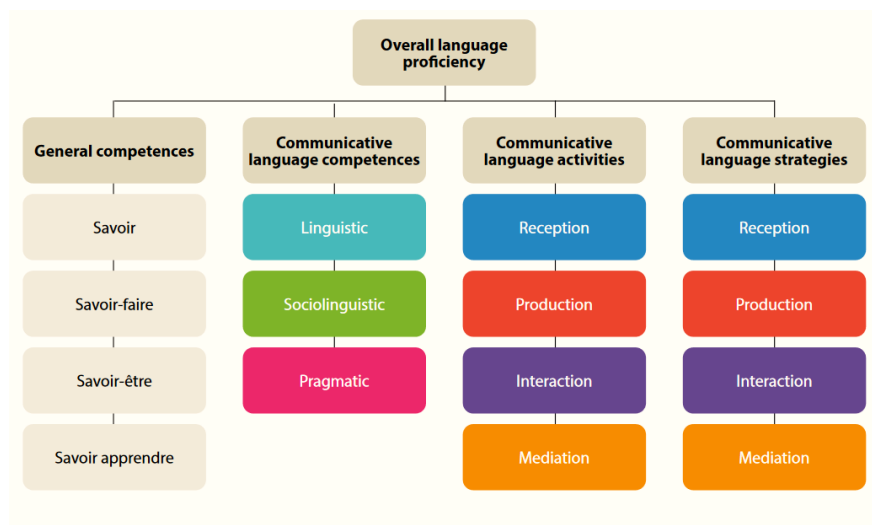 Overall language
proficiency
General competences
Communicative
language competences
Communicative
language activities
Communicative
language strategies
Savoir
Linguistic
Reception
Reception
Savoir-faire
Sociolinguistic
Production
Production
Savoir-être
Pragmatic
Interaction
Interaction
Savoir apprendre
Mediation
Mediation